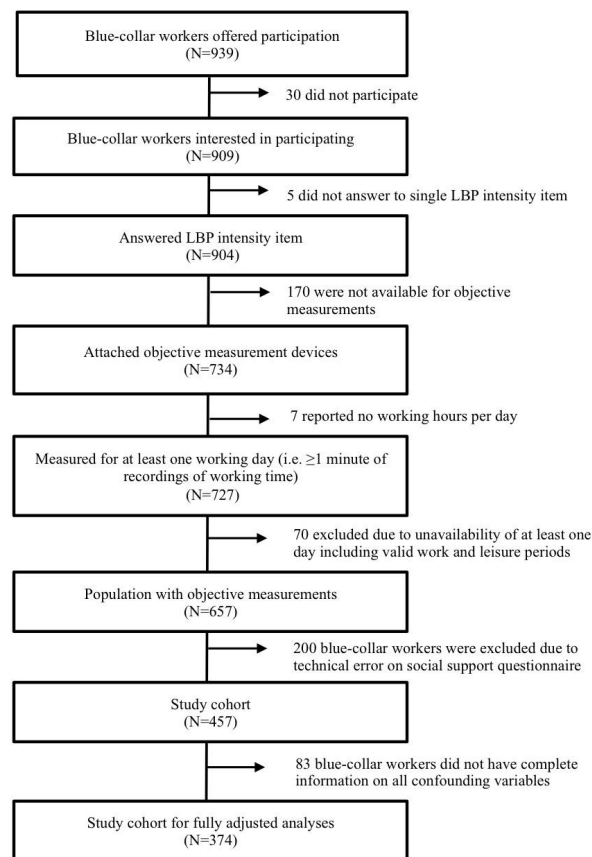 Blue-collar workers offered participation
(N=939)
30 did not participate
Blue-collar workers interested in participating
(N=909)
5 did not answer to single LBP intensity item
Answered LBP intensity item
(N=904)
170 were not available for objective
measurements
Attached objective measurement devices
(N=734)
7 reported no working hours per day
Measured for at least one working day (i.e. ≥1 minute of
recordings of working time)
(N=727)
70 excluded due to unavailability of at least one
day including valid work and leisure periods
Population with objective measurements
(N=657)
200 blue-collar workers were excluded due to
technical error on social support questionnaire
Study cohort
(N=457)
83 blue-collar workers did not have complete
information on all confounding variables
Study cohort for fully adjusted analyses
(N=374)